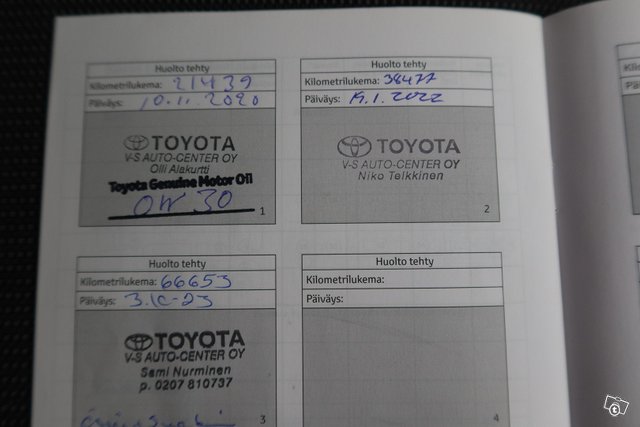 Huolto tehty
Kilometrilukema: 21439
Päiväys: 10.11.2020
TOYOTA
V-S AUTO-CENTER OY
Olli Alakurtti
Toyota Genuine Motor Oil
OW 30
1
Huolto tehty
Kilometrilukema: 38477
Päiväys: 19.1.2022
TOYOTA
V-S AUTO-CENTER OY
Niko Telkkinen
2
Huolto tehty
Kilometrilukema: 66653
Päiväys: 3.10-23
TOYOTA
V-S AUTO-CENTER OY
Sami Nurminen
p. 0207 810737
3
Huolto tehty
Kilometrilukema:
Päiväys:
4